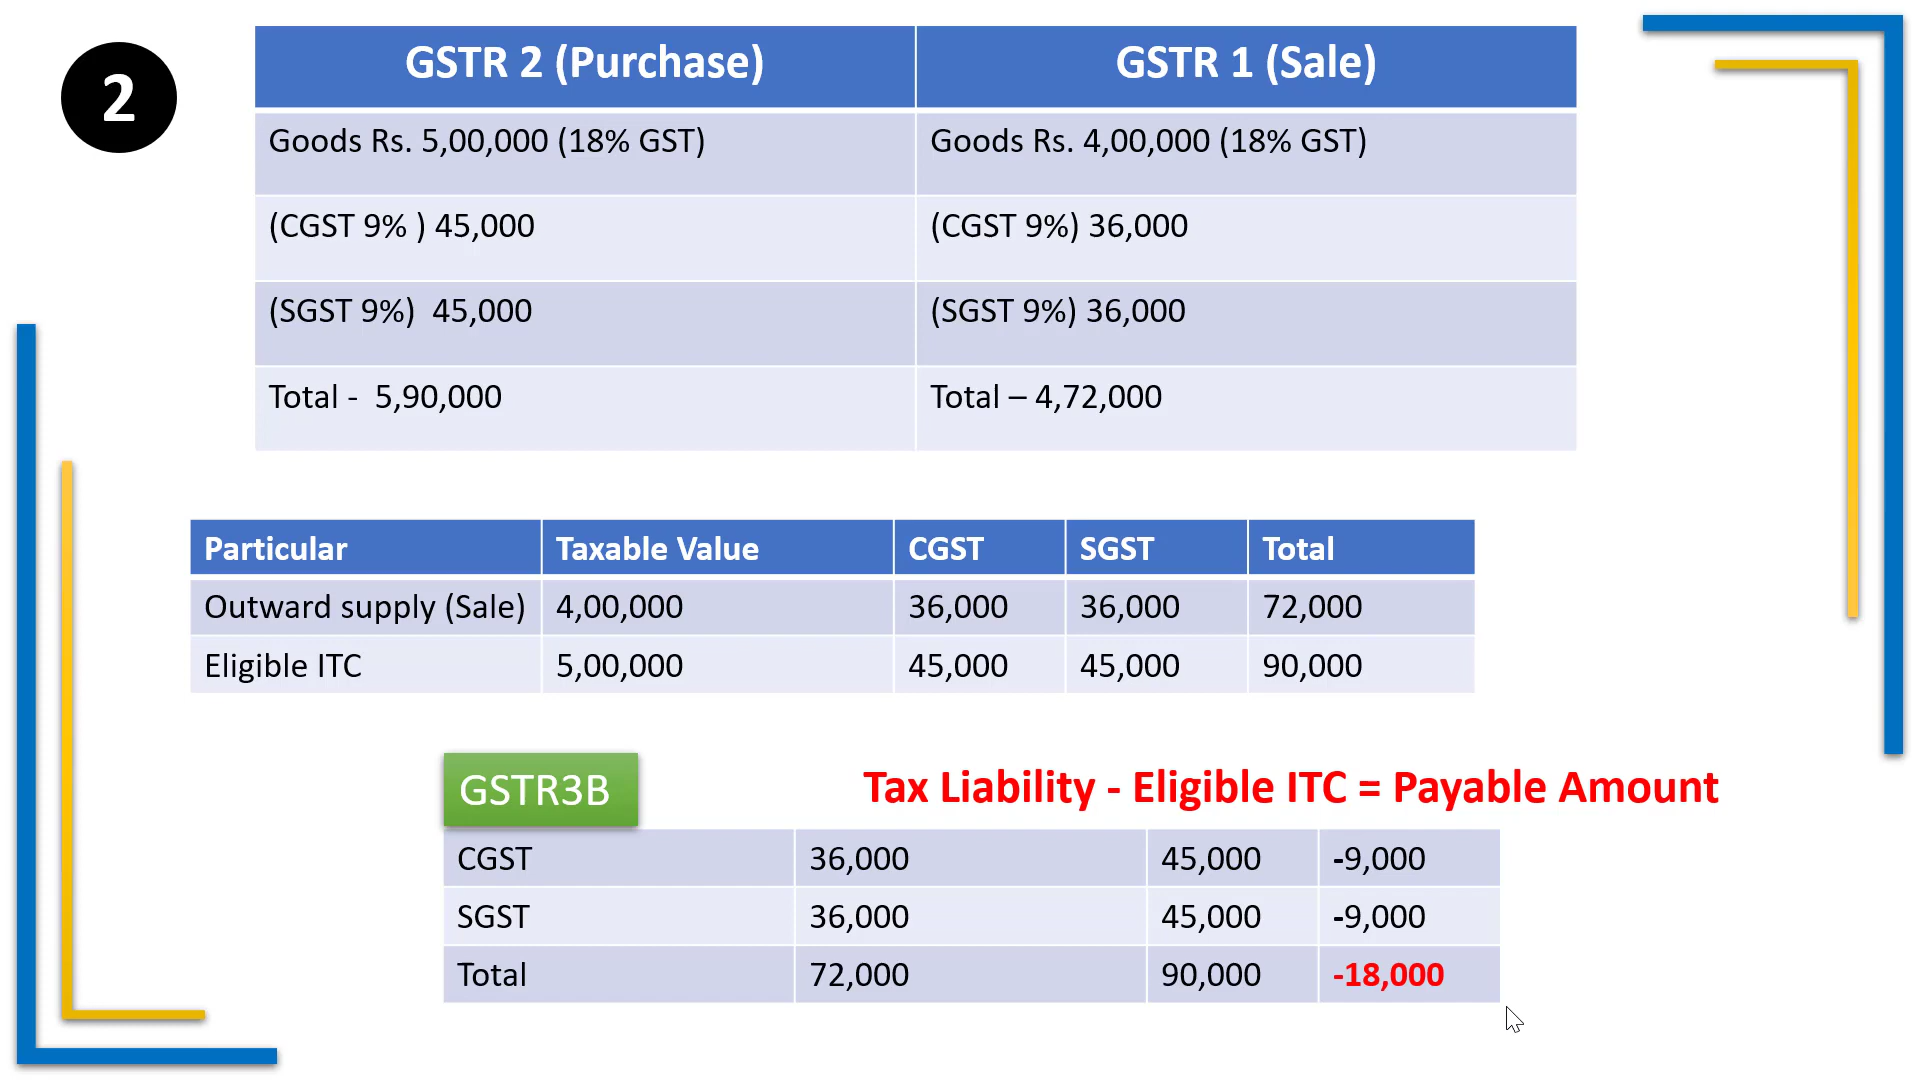 2
GSTR 2 (Purchase) GSTR 1 (Sale)
Goods Rs. 5,00,000 (18% GST) Goods Rs. 4,00,000 (18% GST)
(CGST 9% ) 45,000 (CGST 9%) 36,000
(SGST 9%)  45,000 (SGST 9%) 36,000
Total -  5,90,000 Total – 4,72,000
Particular Taxable Value CGST SGST Total
Outward supply (Sale) 4,00,000 36,000 36,000 72,000
Eligible ITC 5,00,000 45,000 45,000 90,000
GSTR3B Tax Liability - Eligible ITC = Payable Amount
CGST 36,000 45,000 -9,000
SGST 36,000 45,000 -9,000
Total 72,000 90,000 -18,000